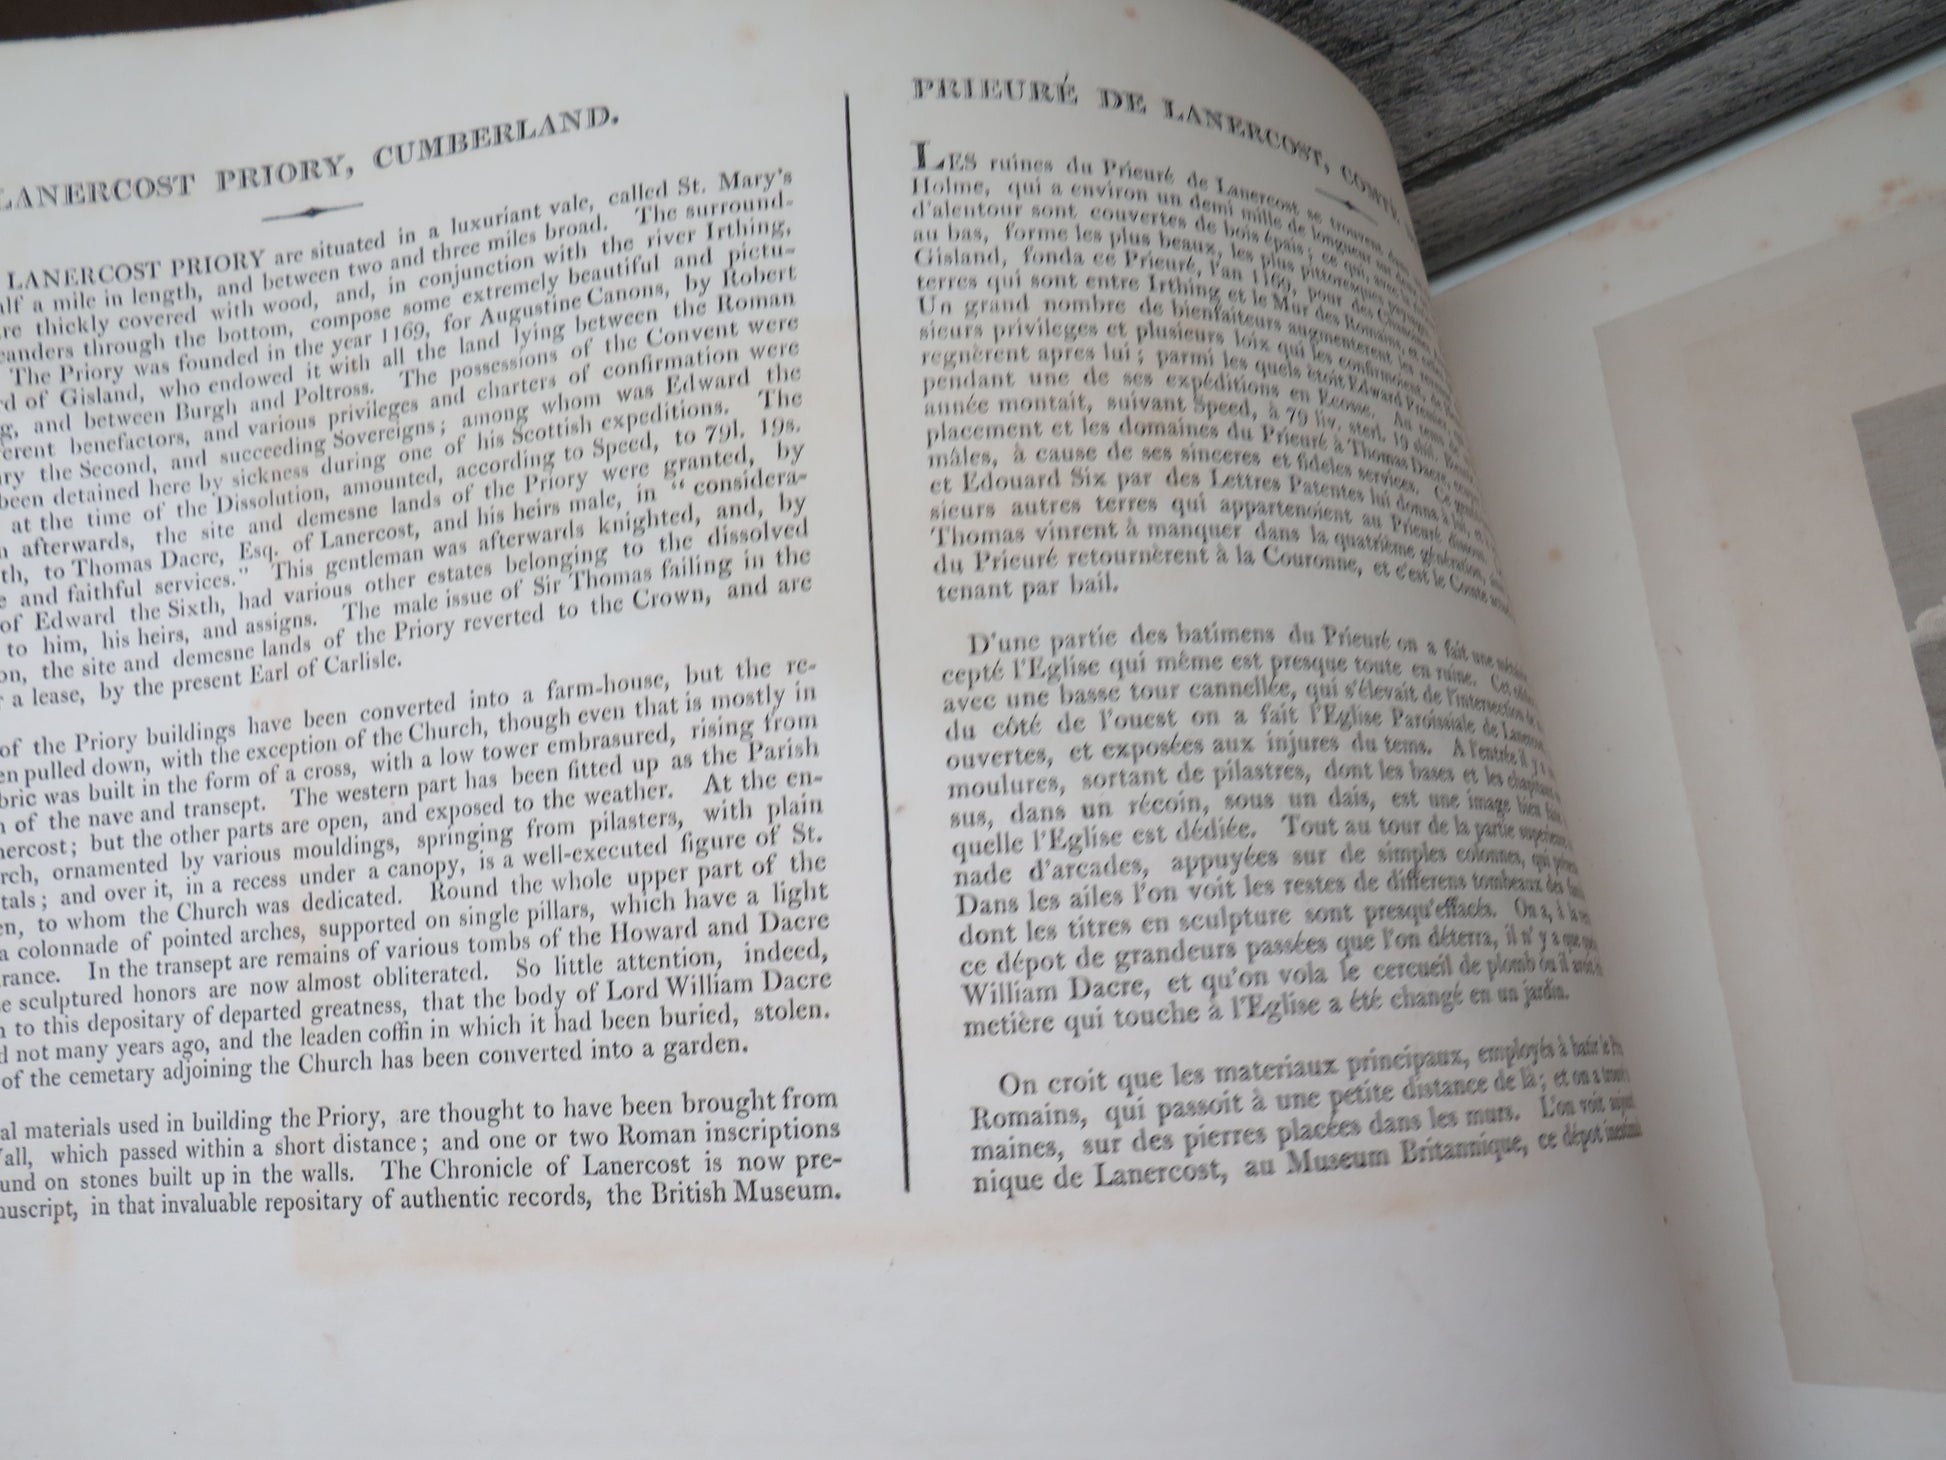 LANERCOST PRIORY, CUMBERLAND.
LANERCOST PRIORY are situated in a luxuriant vale, called St. Mary's
half a mile in length, and between two and three miles broad. The surround-
are thickly covered with wood, and, in conjunction with the river Irthing,
meanders through the bottom, compose some extremely beautiful and pictu-
The Priory was founded in the year 1169, for Augustine Canons, by Robert
of Gisland, who endowed it with all the land lying between the Roman
and between Burgh and Poltross. The possessions of the Convent were
benefactors, and various privileges and charters of confirmation were
the Second, and succeeding Sovereigns; among whom was Edward the
been detained here by sickness during one of his Scottish expeditions. The
at the time of the Dissolution, amounted, according to Speed, to 79l. 19s.
afterwards, the site and demesne lands of the Priory were granted, by
to Thomas Dacre, Esq. of Lanercost, and his heirs male, in "considera-
and faithful services." This gentleman was afterwards knighted, and, by
of Edward the Sixth, had various other estates belonging to the dissolved
to him, his heirs, and assigns. The male issue of Sir Thomas failing in the
the site and demesne lands of the Priory reverted to the Crown, and are
a lease, by the present Earl of Carlisle.
of the Priory buildings have been converted into a farm-house, but the re-
pulled down, with the exception of the Church, though even that is mostly in
was built in the form of a cross, with a low tower embrasured, rising from
of the nave and transept. The western part has been fitted up as the Parish
but the other parts are open, and exposed to the weather. At the en-
ornamented by various mouldings, springing from pilasters, with plain
and over it, in a recess under a canopy, is a well-executed figure of St.
to whom the Church was dedicated. Round the whole upper part of the
a colonnade of pointed arches, supported on single pillars, which have a light
In the transept are remains of various tombs of the Howard and Dacre
sculptured honors are now almost obliterated. So little attention, indeed,
to this depositary of departed greatness, that the body of Lord William Dacre
not many years ago, and the leaden coffin in which it had been buried, stolen.
of the cemetary adjoining the Church has been converted into a garden.
materials used in building the Priory, are thought to have been brought from
which passed within a short distance; and one or two Roman inscriptions
on stones built up in the walls. The Chronicle of Lanercost is now pre-
in that invaluable repositary of authentic records, the British Museum.
PRIEURÉ DE LANERCOST,
LES ruines du Prieuré de Lanercost se trouvent,
Holme, qui a environ un demi mille de longueur sur
d'alentour sont couvertes de bois épais; ce qui, avec la
au bas, forme les plus beaux, les plus pittoresques
Gisland, fonda ce Prieuré, l'an 1169, pour des
terres qui sont entre Irthing et le Mur des Romains, et
Un grand nombre de bienfaiteurs augmenterent les
sieurs privileges et plusieurs loix qui les confirmoient,
regnèrent apres lui; parmi les quels étoit Edward Premier,
pendant une de ses expéditions en Ecosse. Au tems
année montait, suivant Speed, à 79 liv. sterl. 19 shil.
placement et les domaines du Prieuré à Thomas Dacre,
mâles, à cause de ses sinceres et fideles services. Ce
et Edouard Six par des Lettres Patentes lui donna à lui,
sieurs autres terres qui appartenoient au Prieuré
Thomas vinrent à manquer dans la quatrième génération,
du Prieuré retournèrent à la Couronne, et c'est le Comte
tenant par bail.
D'une partie des batimens du Prieuré on a fait une
cepté l'Eglise qui même est presque toute en ruine.
avec une basse tour cannellée, qui s'élevait de l'intersection
du côté de l'ouest on a fait l'Eglise Paroissiale de
ouvertes, et exposées aux injures du tems. A l'entrée il y a
moulures, sortant de pilastres, dont les bases et les
sus, dans un récoin, sous un dais, est une image bien
quelle l'Eglise est dédiée. Tout au tour de la partie
nade d'arcades, appuyées sur de simples colonnes, qui
Dans les ailes l'on voit les restes de differens tombeaux des
dont les titres en sculpture sont presqu'effacés. On a, à la
ce dépot de grandeurs passées que l'on déterra, il n'y a que
William Dacre, et qu'on vola le cercueil de plomb ou il
metière qui touche à l'Eglise a été changé en un jardin.
On croit que les materiaux principaux, employés à batir le
Romains, qui passoit à une petite distance de là; et on a
maines, sur des pierres placées dans les murs. L'on voit
nique de Lanercost, au Museum Britannique, ce dépot